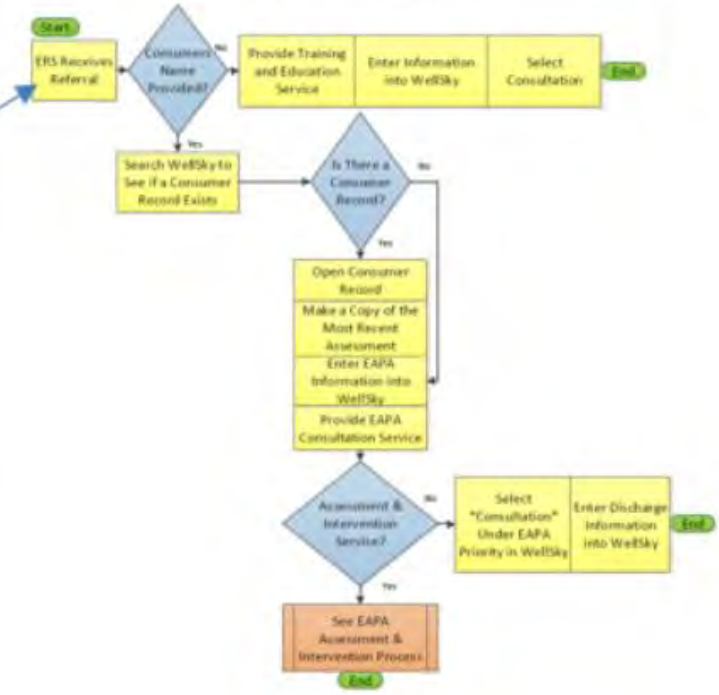 Start
ERS Receives
Referral
Consumers
Name
Provided?
No
Provide Training
and Education
Service
Enter Information
into WellSky
Select
Consultation
End
Yes
Search WellSky to
See if a Consumer
Record Exists
Is There a
Consumer
Record?
No
Yes
Open Consumer
Record
Make a Copy of the
Most Recent
Assessment
Enter EAPA
Information into
WellSky
Provide EAPA
Consultation Service
Assessment &
Intervention
Service?
No
Select
"Consultation"
Under EAPA
Priority in WellSky
Enter Discharge
Information
into WellSky
End
Yes
See EAPA
Assessment &
Intervention Process
End